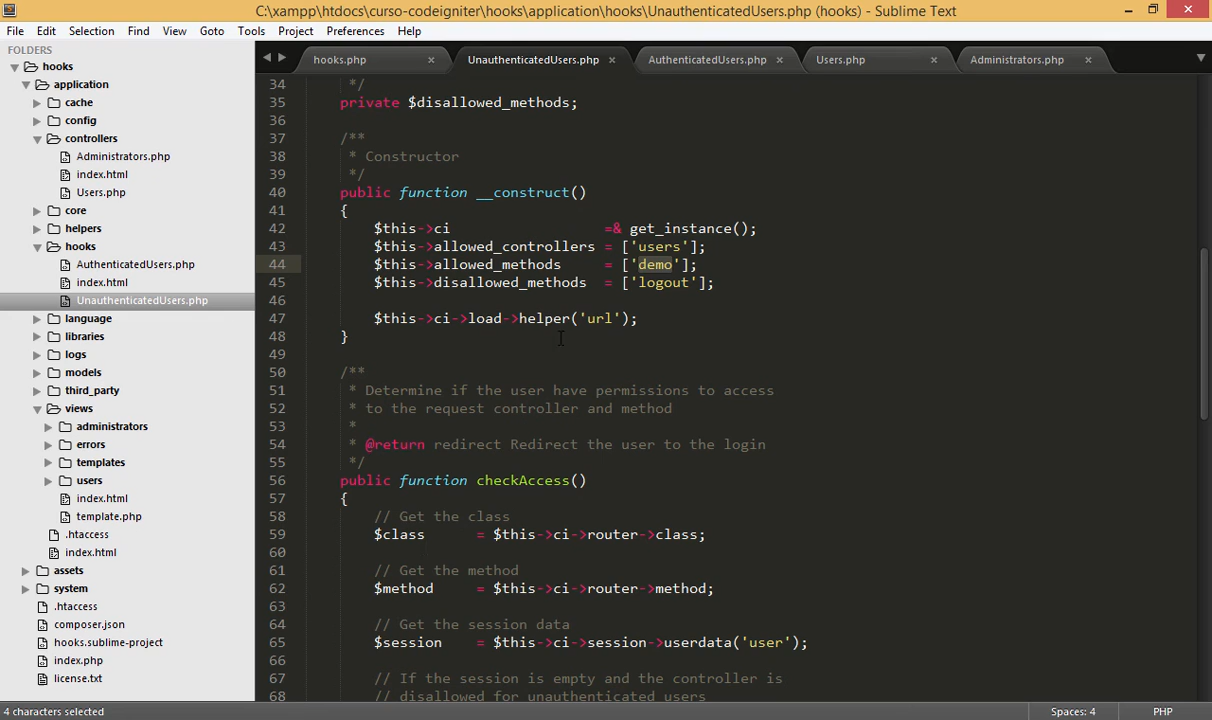 C:\xampp\htdocs\curso-codeigniter\hooks\application\hooks\UnauthenticatedUsers.php (hooks) - Sublime Text
File Edit Selection Find View Goto Tools Project Preferences Help
FOLDERS
hooks
application
cache
config
controllers
Administrators.php
index.html
Users.php
core
helpers
hooks
AuthenticatedUsers.php
index.html
UnauthenticatedUsers.php
language
libraries
logs
models
third_party
views
administrators
errors
templates
users
index.html
template.php
.htaccess
index.html
assets
system
.htaccess
composer.json
hooks.sublime-project
index.php
license.txt
hooks.php × UnauthenticatedUsers.php × AuthenticatedUsers.php × Users.php × Administrators.php ×
34 */
35 private $disallowed_methods;
36
37 /**
38 * Constructor
39 */
40 public function __construct()
41 {
42 $this->ci =& get_instance();
43 $this->allowed_controllers = ['users'];
44 $this->allowed_methods = ['demo'];
45 $this->disallowed_methods = ['logout'];
46
47 $this->ci->load->helper('url');
48 }
49
50 /**
51 * Determine if the user have permissions to access
52 * to the request controller and method
53 *
54 * @return redirect Redirect the user to the login
55 */
56 public function checkAccess()
57 {
58 // Get the class
59 $class = $this->ci->router->class;
60
61 // Get the method
62 $method = $this->ci->router->method;
63
64 // Get the session data
65 $session = $this->ci->session->userdata('user');
66
67 // If the session is empty and the controller is
68 // disallowed for unauthenticated users
4 characters selected Spaces: 4 PHP